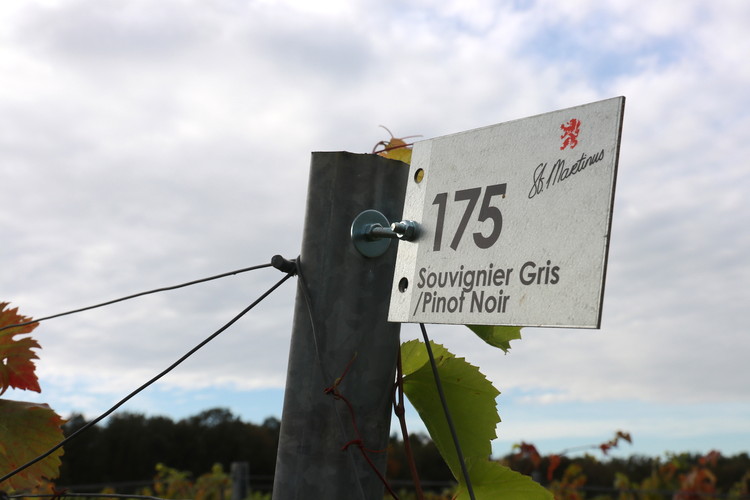 St. Martinus
175
Souvignier Gris
/Pinot Noir